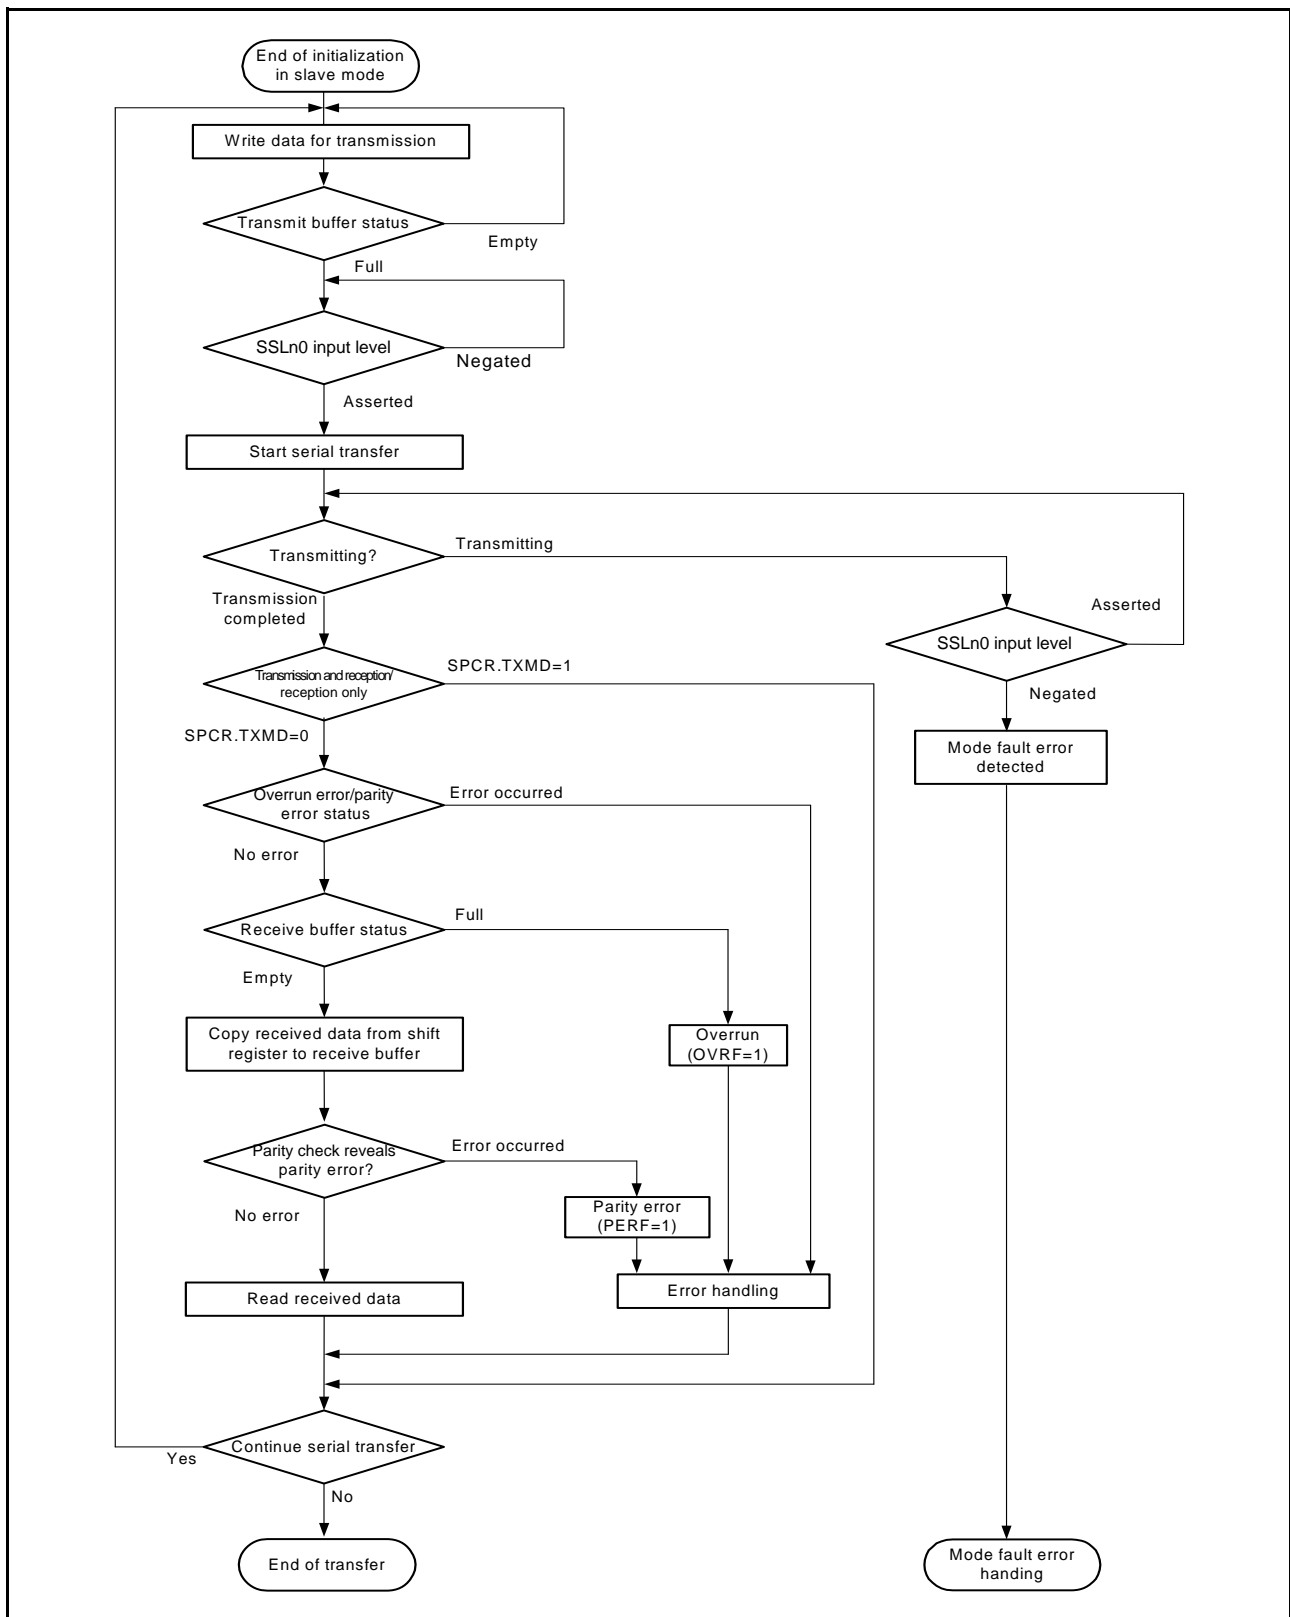 End of initialization
in slave mode
Write data for transmission
Transmit buffer status
Empty
Full
SSLn0 input level
Negated
Asserted
Start serial transfer
Transmitting?
Transmitting
Transmission
completed
Asserted
SSLn0 input level
Negated
Transmission and reception/
reception only
SPCR.TXMD=1
SPCR.TXMD=0
Mode fault error
detected
Overrun error/parity
error status
Error occurred
No error
Receive buffer status
Full
Empty
Copy received data from shift
register to receive buffer
Overrun
(OVRF=1)
Parity check reveals
parity error?
Error occurred
No error
Parity error
(PERF=1)
Error handling
Read received data
Continue serial transfer
Yes
No
End of transfer
Mode fault error
handing